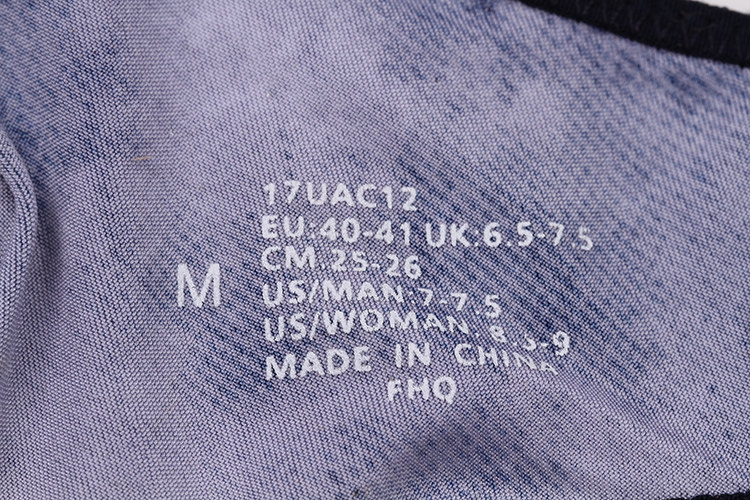 17UAC12
EU:40-41 UK:6.5-7.5
CM:25-26
M
US/MAN:7-7.5
US/WOMAN: 8.5-9
MADE IN CHINA
FHQ